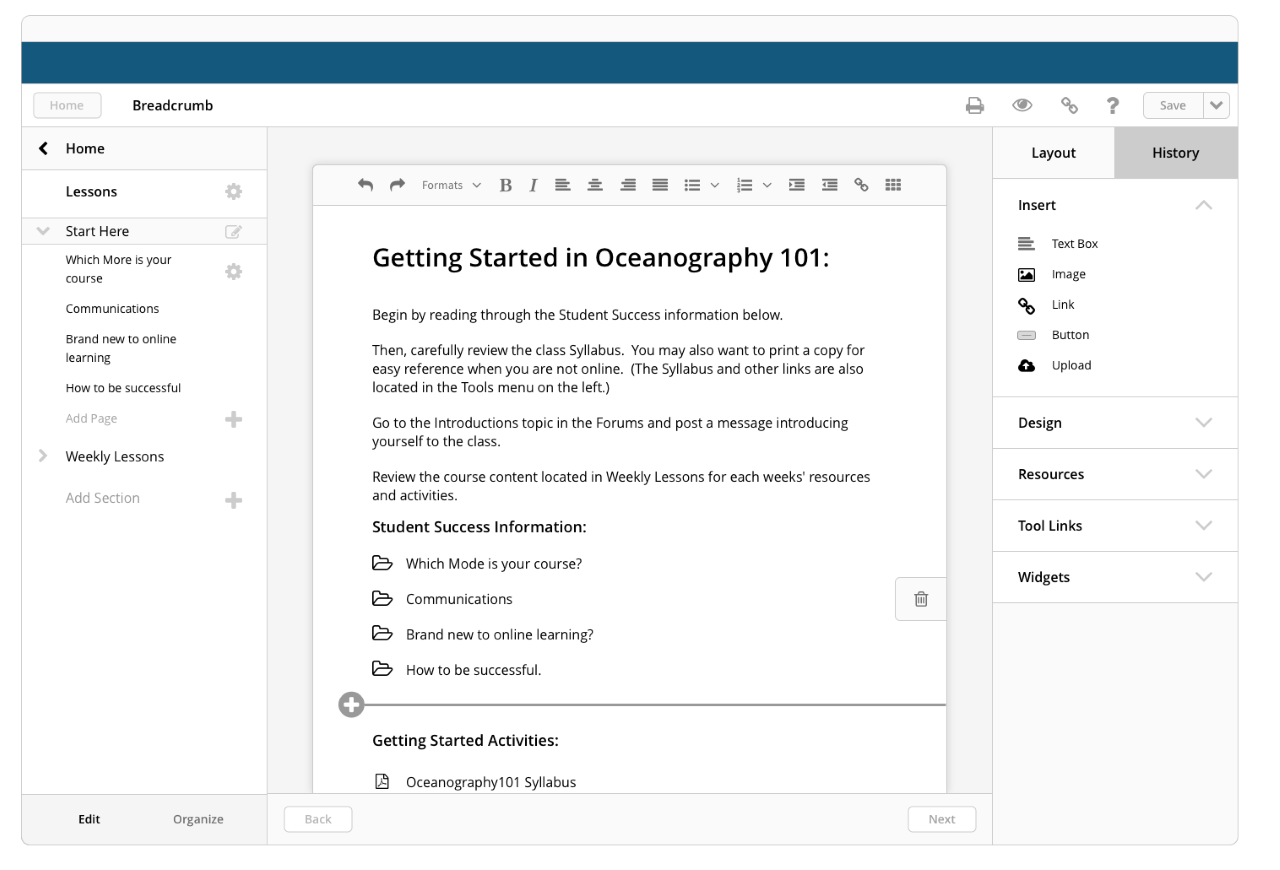 Home
Breadcrumb
Save
Home
Lessons
Start Here
Which More is your
course
Communications
Brand new to online
learning
How to be successful
Add Page
Weekly Lessons
Add Section
Edit
Organize
Formats
B
I
Getting Started in Oceanography 101:
Begin by reading through the Student Success information below.
Then, carefully review the class Syllabus.  You may also want to print a copy for
easy reference when you are not online.  (The Syllabus and other links are also
located in the Tools menu on the left.)
Go to the Introductions topic in the Forums and post a message introducing
yourself to the class.
Review the course content located in Weekly Lessons for each weeks' resources
and activities.
Student Success Information:
Which Mode is your course?
Communications
Brand new to online learning?
How to be successful.
Getting Started Activities:
Oceanography101 Syllabus
Back
Next
Layout
History
Insert
Text Box
Image
Link
Button
Upload
Design
Resources
Tool Links
Widgets